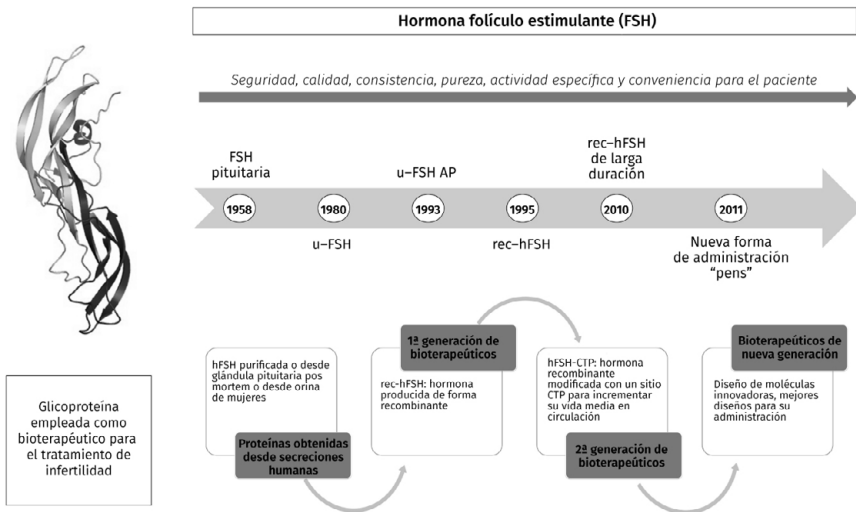 Hormona folículo estimulante (FSH)
Seguridad, calidad, consistencia, pureza, actividad específica y conveniencia para el paciente
FSH
pituitaria
u-FSH AP
rec-hFSH
de larga
duración
1958
1980
1993
1995
2010
2011
u-FSH
rec-hFSH
Nueva forma
de administración
"pens"
hFSH purificada o desde
glándula pituitaria pos
mortem o desde orina
de mujeres
Proteínas obtenidas
desde secreciones
humanas
1ª generación de
bioterapeúticos
rec-hFSH: hormona
producida de forma
recombinante
hFSH-CTP: hormona
recombinante
modificada con un sitio
CTP para incrementar
su vida media en
circulación
2ª generación de
bioterapeúticos
Bioterapeúticos de
nueva generación
Diseño de moléculas
innovadoras, mejores
diseños para su
administración
Glicoproteína
empleada como
bioterapéutico para
el tratamiento de
infertilidad